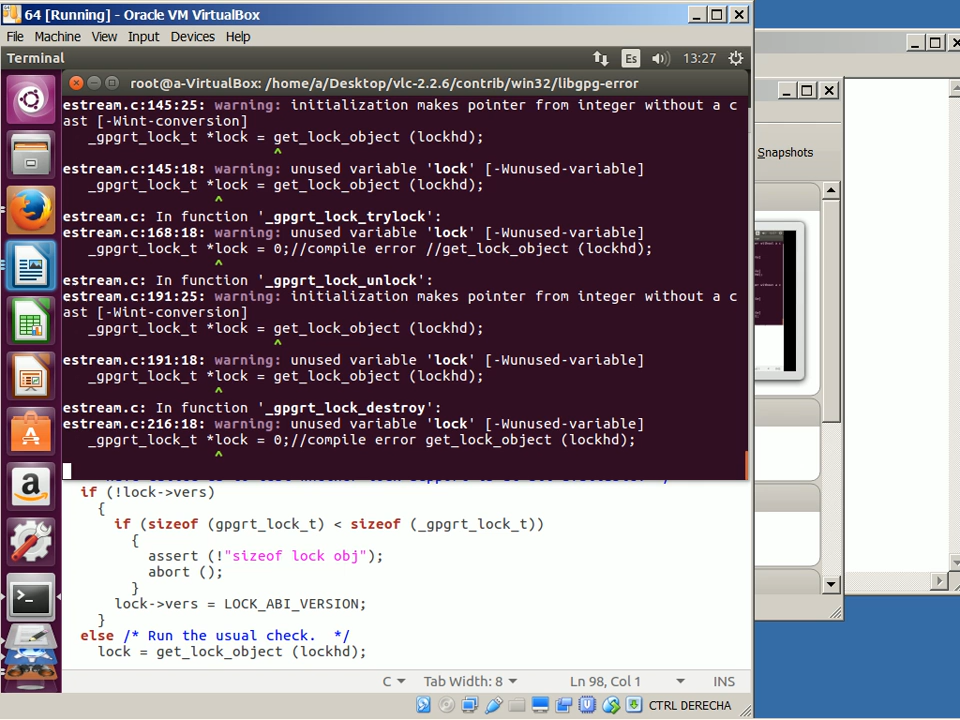 64 [Running] - Oracle VM VirtualBox
File Machine View Input Devices Help
Terminal
Es
13:27
root@a-VirtualBox: /home/a/Desktop/vlc-2.2.6/contrib/win32/libgpg-error
estream.c:145:25: warning: initialization makes pointer from integer without a c
ast [-Wint-conversion]
_gpgrt_lock_t *lock = get_lock_object (lockhd);
^
estream.c:145:18: warning: unused variable 'lock' [-Wunused-variable]
_gpgrt_lock_t *lock = get_lock_object (lockhd);
^
estream.c: In function '_gpgrt_lock_trylock':
estream.c:168:18: warning: unused variable 'lock' [-Wunused-variable]
_gpgrt_lock_t *lock = 0;//compile error //get_lock_object (lockhd);
^
estream.c: In function '_gpgrt_lock_unlock':
estream.c:191:25: warning: initialization makes pointer from integer without a c
ast [-Wint-conversion]
_gpgrt_lock_t *lock = get_lock_object (lockhd);
^
estream.c:191:18: warning: unused variable 'lock' [-Wunused-variable]
_gpgrt_lock_t *lock = get_lock_object (lockhd);
^
estream.c: In function '_gpgrt_lock_destroy':
estream.c:216:18: warning: unused variable 'lock' [-Wunused-variable]
_gpgrt_lock_t *lock = 0;//compile error get_lock_object (lockhd);
^
if (!lock->vers)
{
if (sizeof (gpgrt_lock_t) < sizeof (_gpgrt_lock_t))
{
assert (!"sizeof lock obj");
abort ();
}
lock->vers = LOCK_ABI_VERSION;
}
else /* Run the usual check. */
lock = get_lock_object (lockhd);
C Tab Width: 8 Ln 98, Col 1 INS
CTRL DERECHA
Snapshots